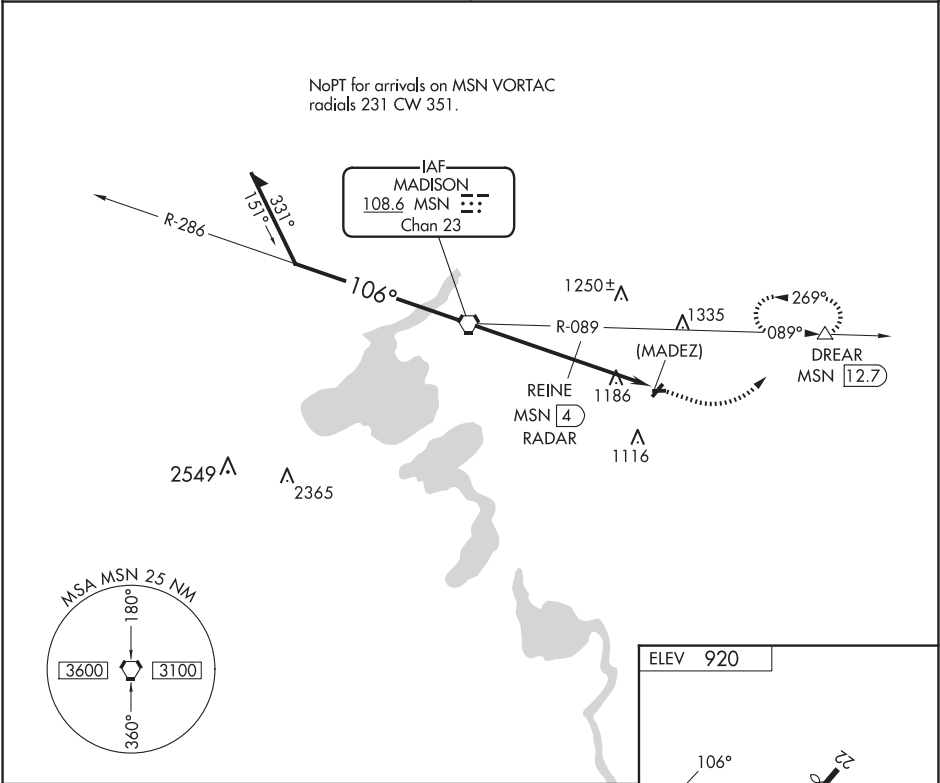 NoPT for arrivals on MSN VORTAC
radials 231 CW 351.
IAF
MADISON
108.6 MSN
Chan 23
331°
151°
R-286
106°
1250±
1335
269°
R-089
089°
(MADEZ)
DREAR
MSN 12.7
REINE
MSN 4
RADAR
1186
1116
2549
2365
MSA MSN 25 NM
180°
3600
3100
360°
ELEV 920
106°
22